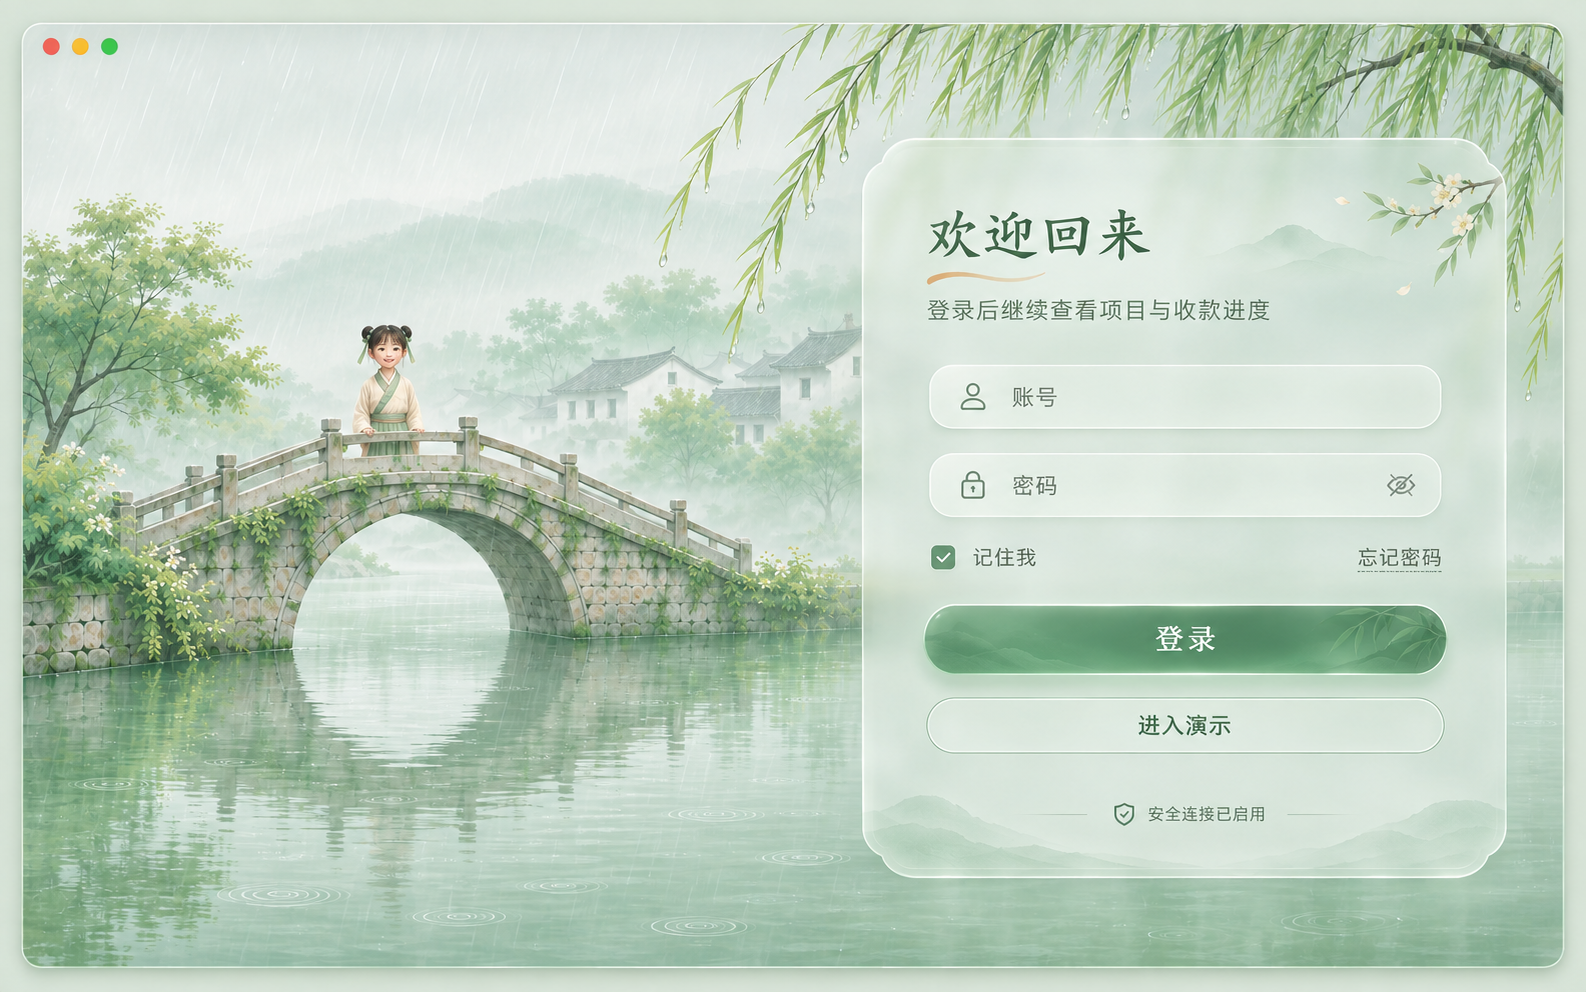 欢迎回来
登录后继续查看项目与收款进度
账号
密码
记住我
忘记密码
登录
进入演示
安全连接已启用